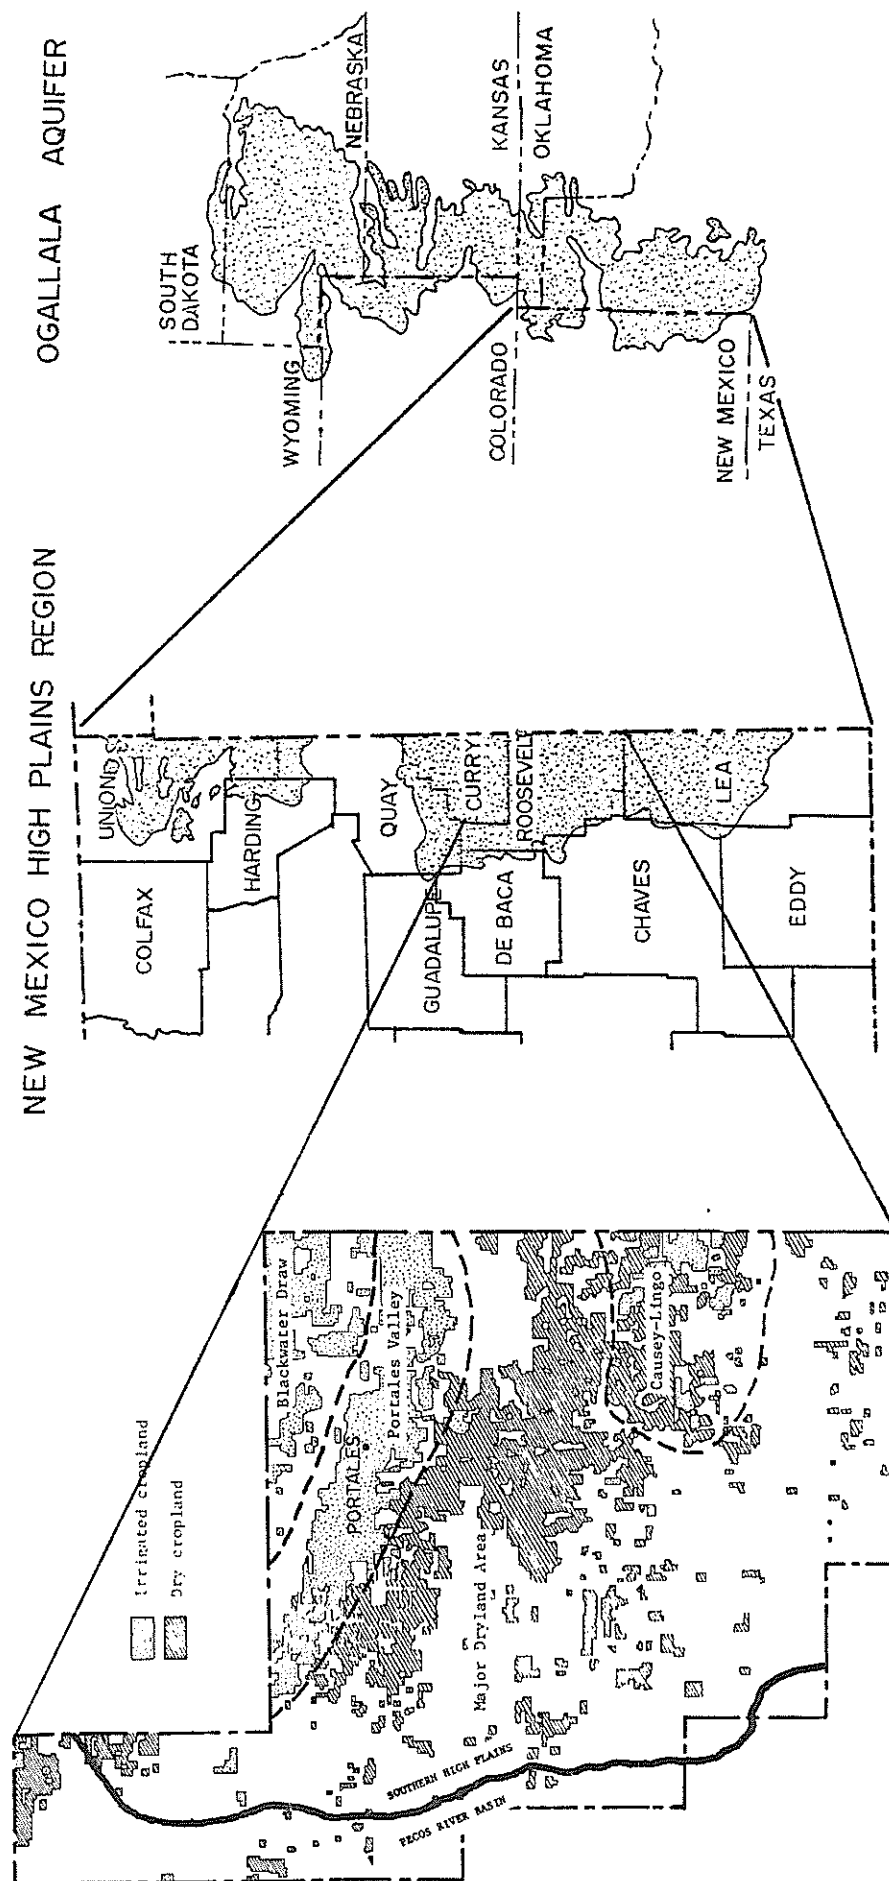 OGALLALA AQUIFER
SOUTH
DAKOTA
WYOMING
NEBRASKA
COLORADO
KANSAS
OKLAHOMA
NEW MEXICO
TEXAS
NEW MEXICO HIGH PLAINS REGION
COLFAX
UNION
HARDING
QUAY
GUADALUPE
CURRY
DE BACA
ROOSEVELT
CHAVES
LEA
EDDY
Irrigated cropland
Dry cropland
Blackwater Draw
PORTALES
Portales Valley
Major Dryland Area
Causey-Lingo
SOUTHERN HIGH PLAINS
PECOS RIVER BASIN